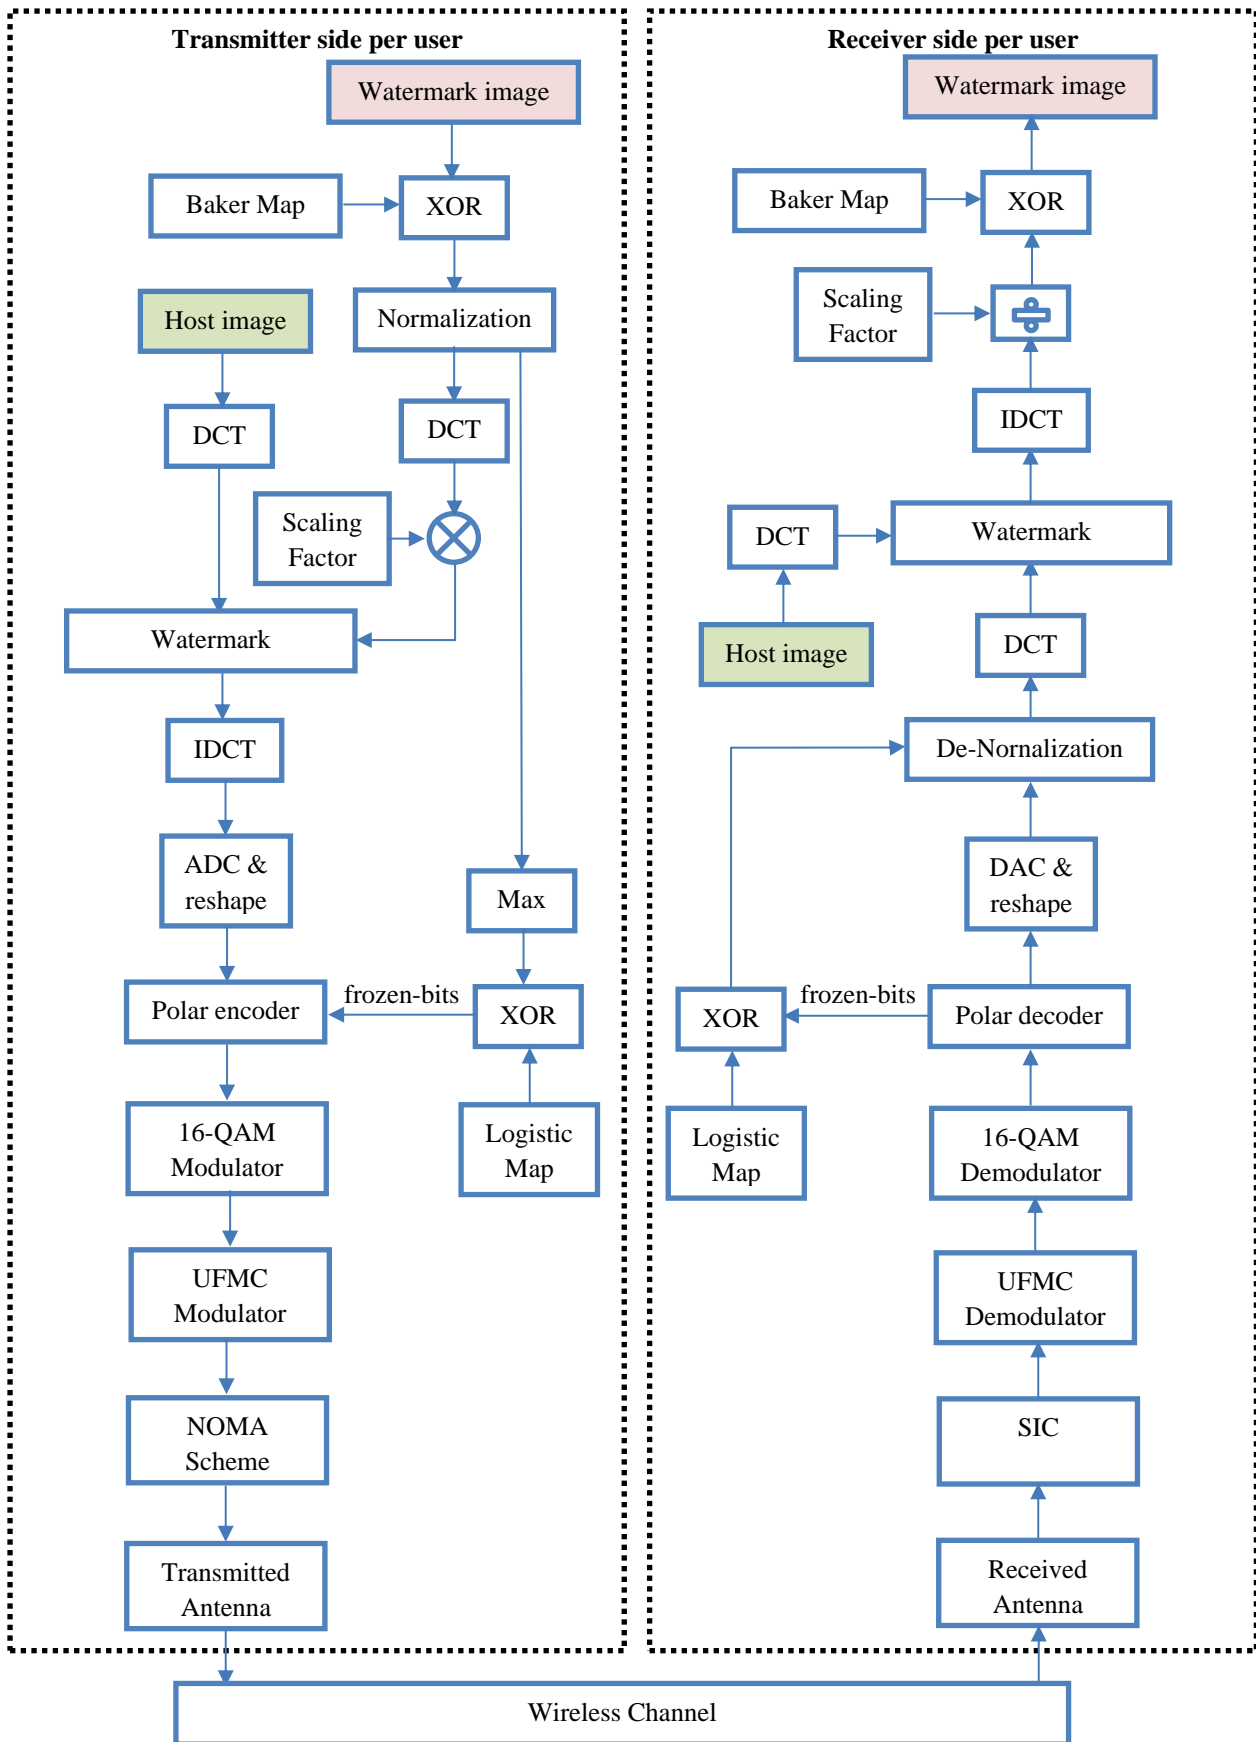 Transmitter side per user
Watermark image
Baker Map
XOR
Host image
Normalization
DCT
DCT
Scaling
Factor
Watermark
IDCT
ADC &
reshape
Max
Polar encoder
frozen-bits
XOR
16-QAM
Modulator
Logistic
Map
UFMC
Modulator
NOMA
Scheme
Transmitted
Antenna
Receiver side per user
Watermark image
Baker Map
XOR
Scaling
Factor
IDCT
DCT
Watermark
Host image
DCT
De-Nornalization
DAC &
reshape
XOR
frozen-bits
Polar decoder
Logistic
Map
16-QAM
Demodulator
UFMC
Demodulator
SIC
Received
Antenna
Wireless Channel